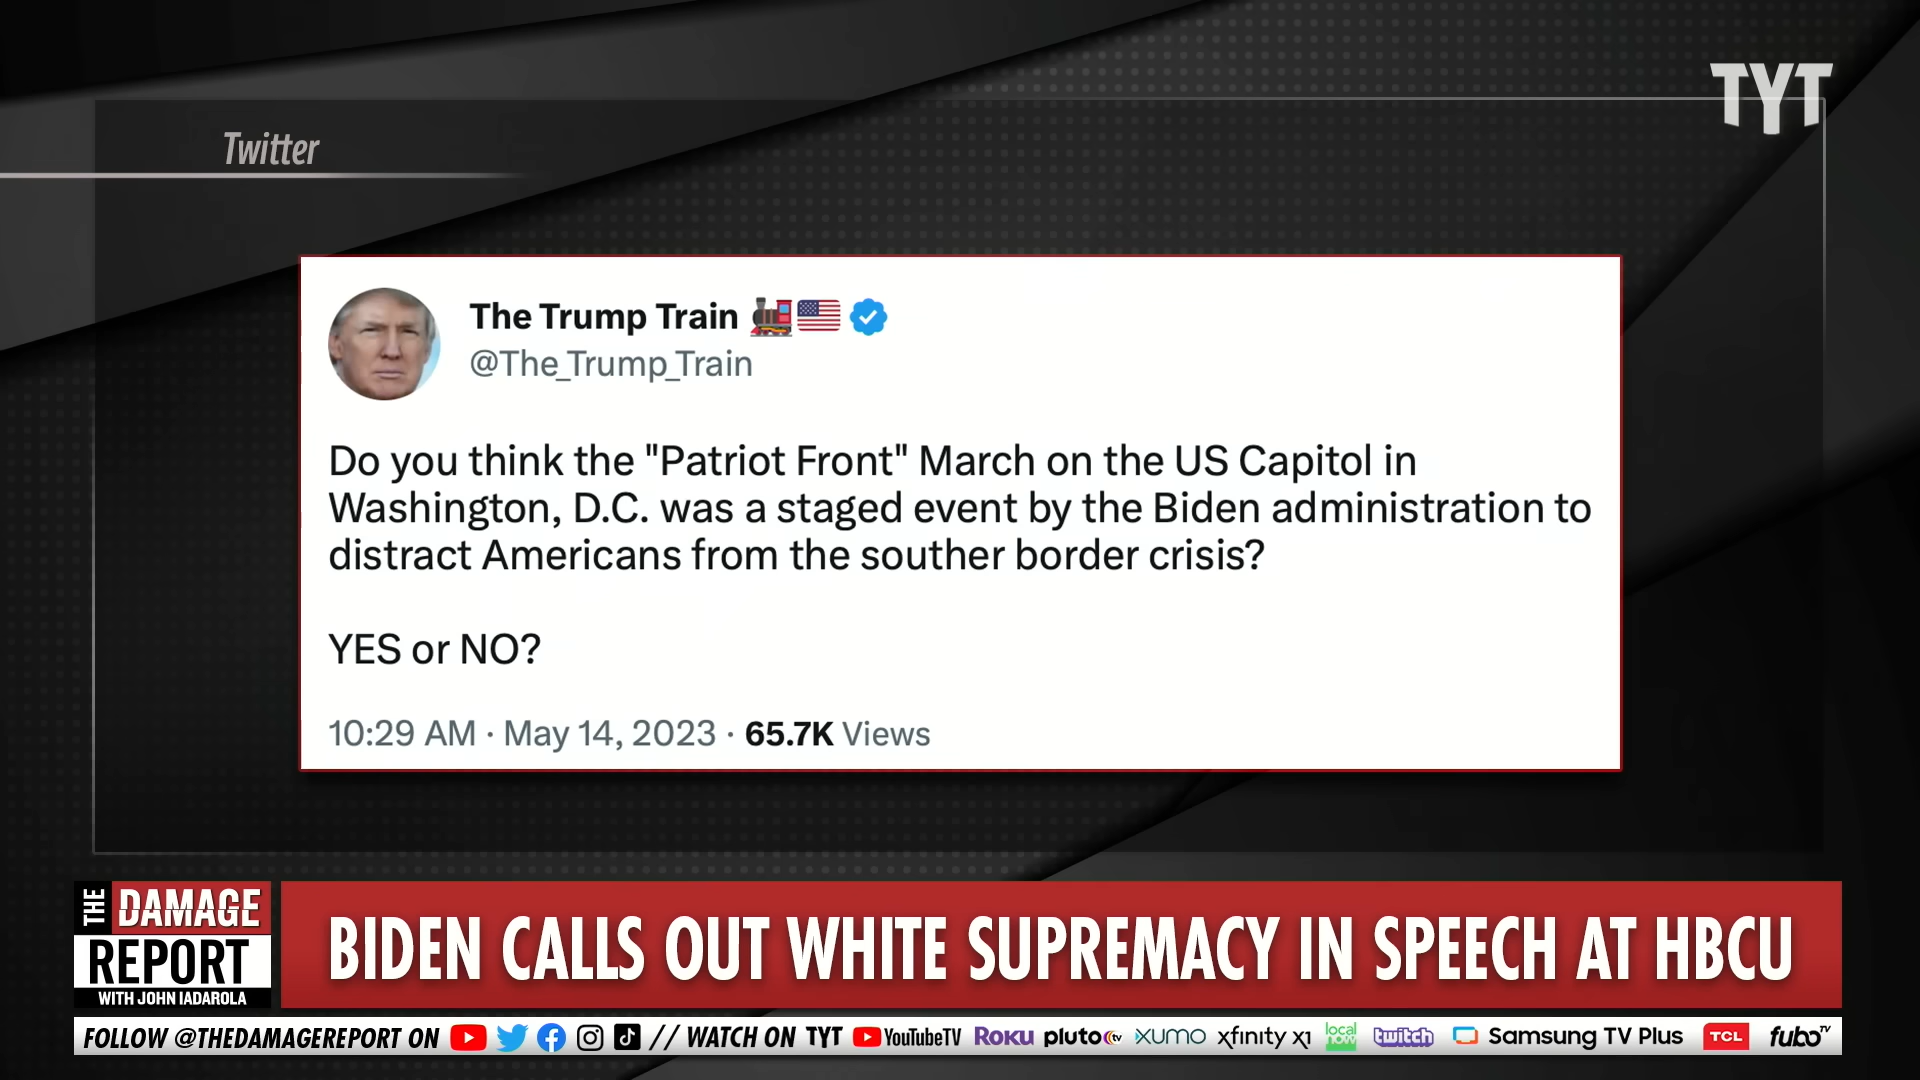 TYT
Twitter
The Trump Train
@The_Trump_Train
Do you think the "Patriot Front" March on the US Capitol in
Washington, D.C. was a staged event by the Biden administration to
distract Americans from the souther border crisis?
YES or NO?
10:29 AM · May 14, 2023 · 65.7K Views
THE DAMAGE
REPORT
WITH JOHN IADAROLA
BIDEN CALLS OUT WHITE SUPREMACY IN SPEECH AT HBCU
FOLLOW @THEDAMAGEREPORT ON // WATCH ON TYT YouTubeTV ROKU pluto tv XUMO xfinity x1 local now twitch Samsung TV Plus TCL fubo TV